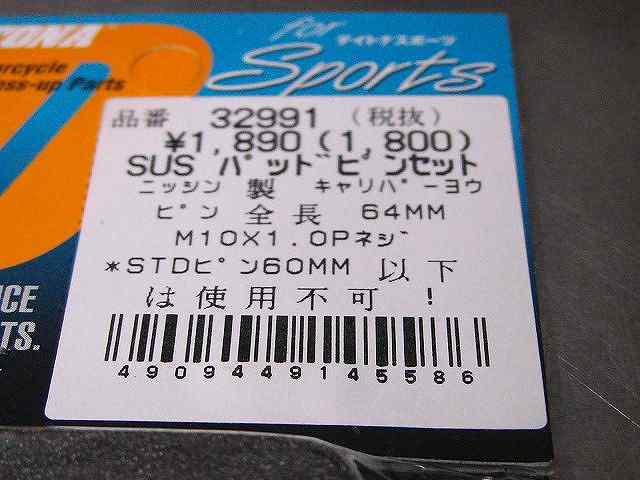 TONA
for
デイトナスポーツ
Sports
orcycle
ess-up Parts
品番 32991 (税抜)
¥1,890(1,800)
SUS パッドピンセット
ニッシン 製 キャリパーヨウ
ピン 全長 64MM
M10X1.0Pネジ
*STDピン60MM 以下
は使用不可 !
4909449145586
ICE
TS.